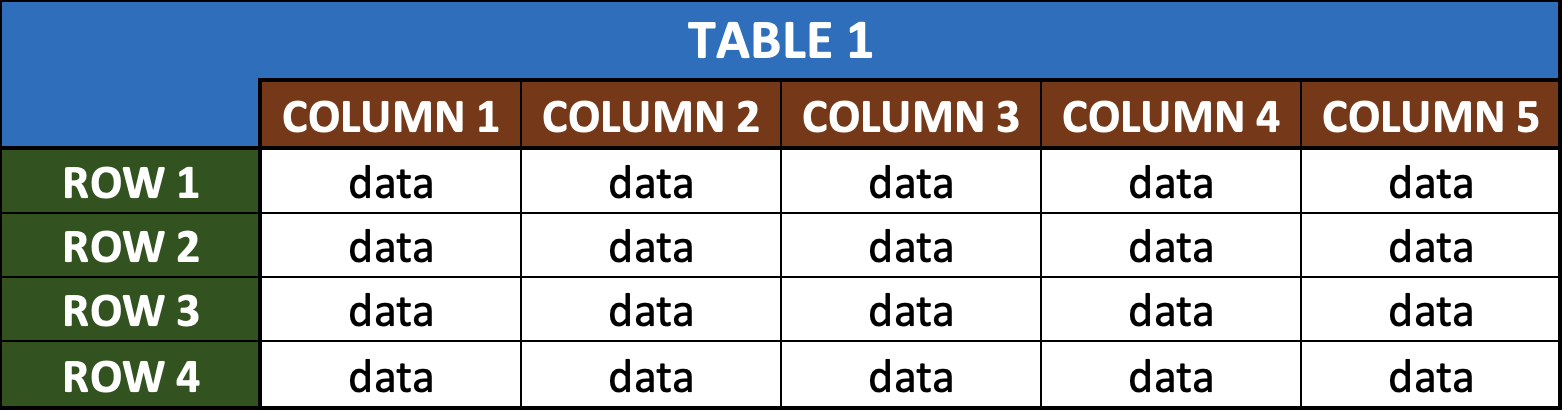 TABLE 1
COLUMN 1 COLUMN 2 COLUMN 3 COLUMN 4 COLUMN 5
ROW 1 data data data data data
ROW 2 data data data data data
ROW 3 data data data data data
ROW 4 data data data data data